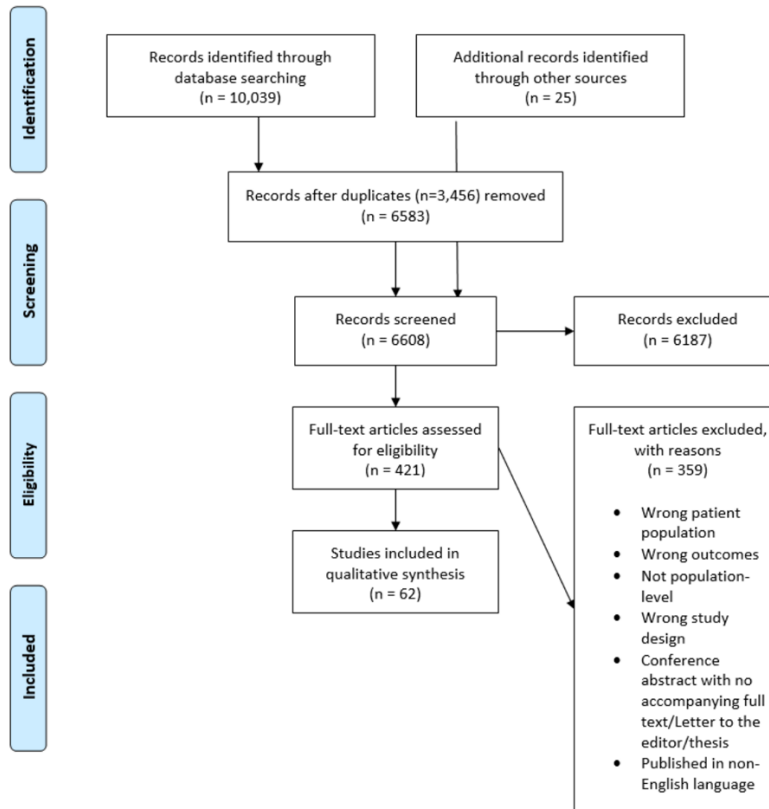 Identification
Records identified through
database searching
(n = 10,039)
Additional records identified
through other sources
(n = 25)
Records after duplicates (n=3,456) removed
(n = 6583)
Screening
Records screened
(n = 6608)
Records excluded
(n = 6187)
Eligibility
Full-text articles assessed
for eligibility
(n = 421)
Full-text articles excluded,
with reasons
(n = 359)
• Wrong patient
population
• Wrong outcomes
• Not population-
level
• Wrong study
design
• Conference
abstract with no
accompanying full
text/Letter to the
editor/thesis
• Published in non-
English language
Studies included in
qualitative synthesis
(n = 62)
Included